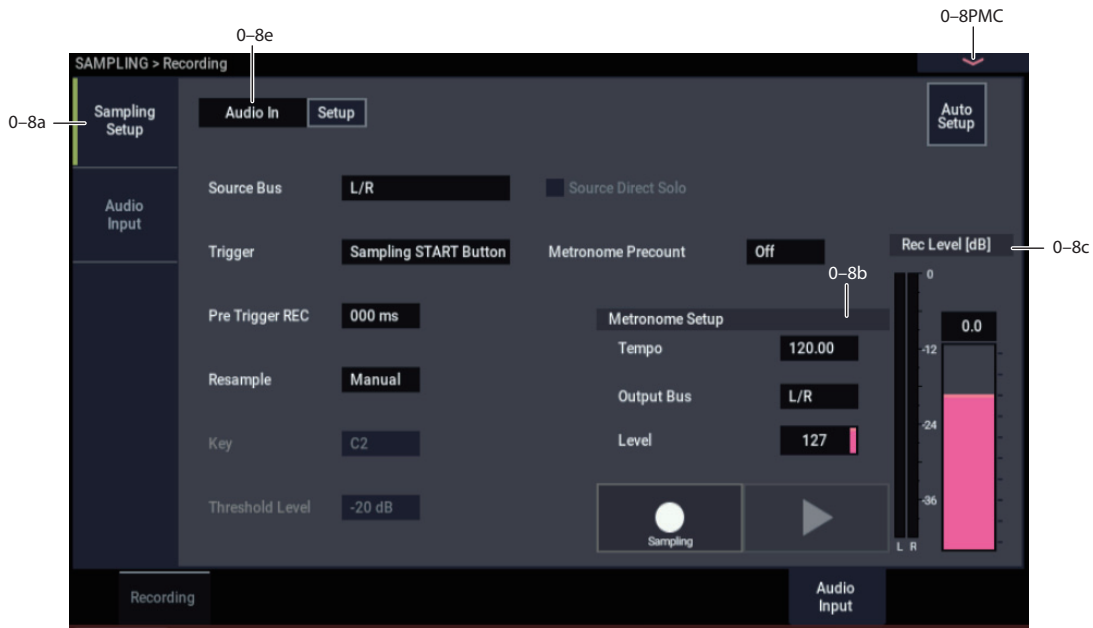 0–8PMC
0–8e
SAMPLING > Recording
0–8a
Sampling
Setup
Audio In
Setup
Auto
Setup
Audio
Input
Source Bus
L/R
Source Direct Solo
Trigger
Sampling START Button
Metronome Precount
Off
Rec Level [dB]
0–8c
0–8b
0
Pre Trigger REC
000 ms
Metronome Setup
0.0
Tempo
120.00
-12
Resample
Manual
Output Bus
L/R
-24
Key
C2
Level
127
Threshold Level
-20 dB
-36
Sampling
L R
Recording
Audio
Input